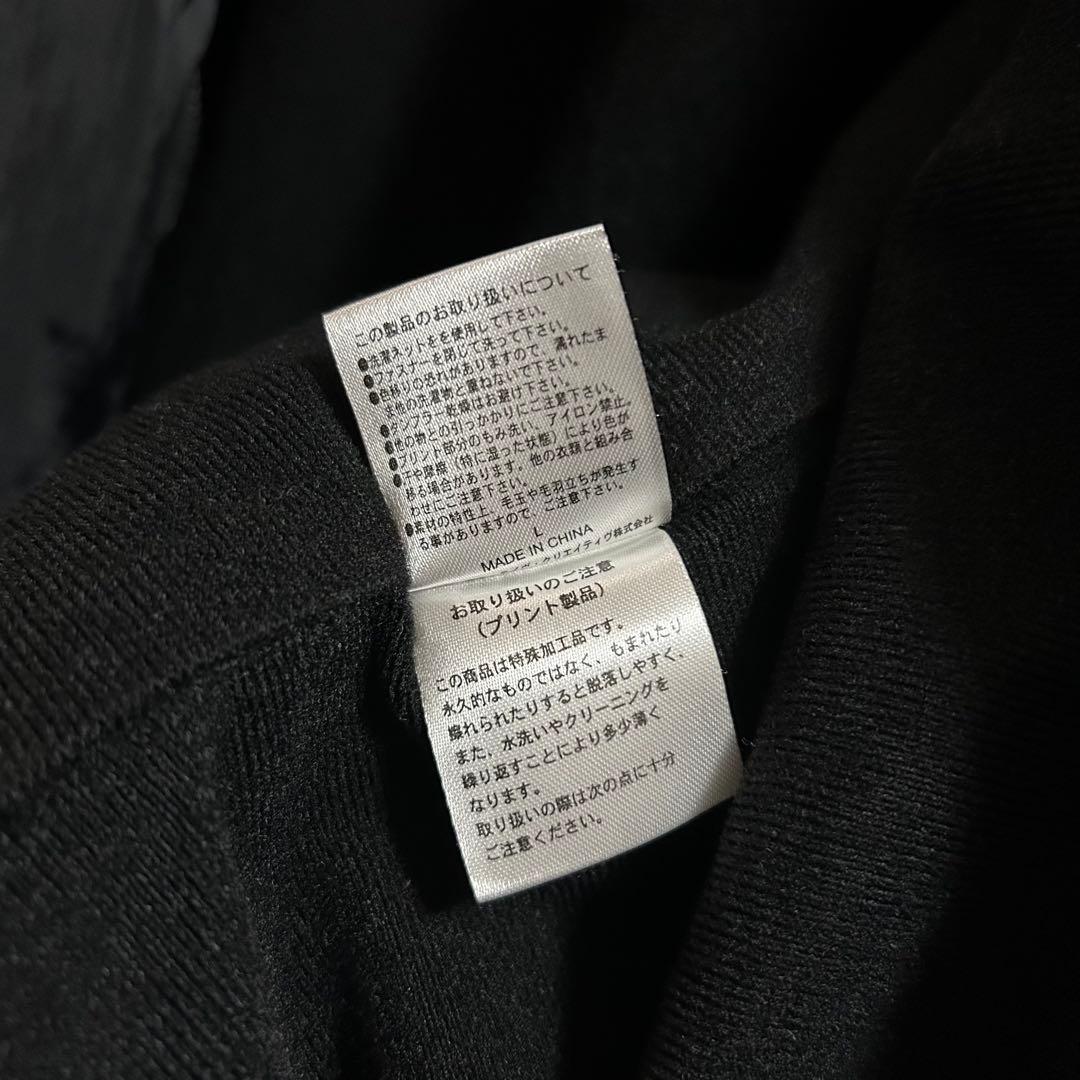 この製品のお取り扱いについて
●洗濯ネットをを使用して下さい。
●ファスナーを閉じて洗って下さい。
●色移りの恐れがありますので、濡れたま
ま他の洗濯物と重ねないで下さい。
●タンブラー乾燥はお避け下さい。
●他の物との引っかかりにご注意下さい。
●プリント部分のもみ洗い、アイロン禁止。
●汗や摩擦（特に湿った状態）により色が
移る場合があります。他の衣類と組み合
わせにご注意下さい。
●素材の特性上、毛玉や毛羽立ちが発生す
る事がありますので、ご注意下さい。
L
MADE IN CHINA
クリエイティヴ株式会社
お取り扱いのご注意
（プリント製品）
この商品は特殊加工品です。
永久的なものではなく、もまれたり
擦れられたりすると脱落しやすく、
また、水洗いやクリーニングを
繰り返すことにより多少薄く
なります。
取り扱いの際は次の点に十分
ご注意ください。